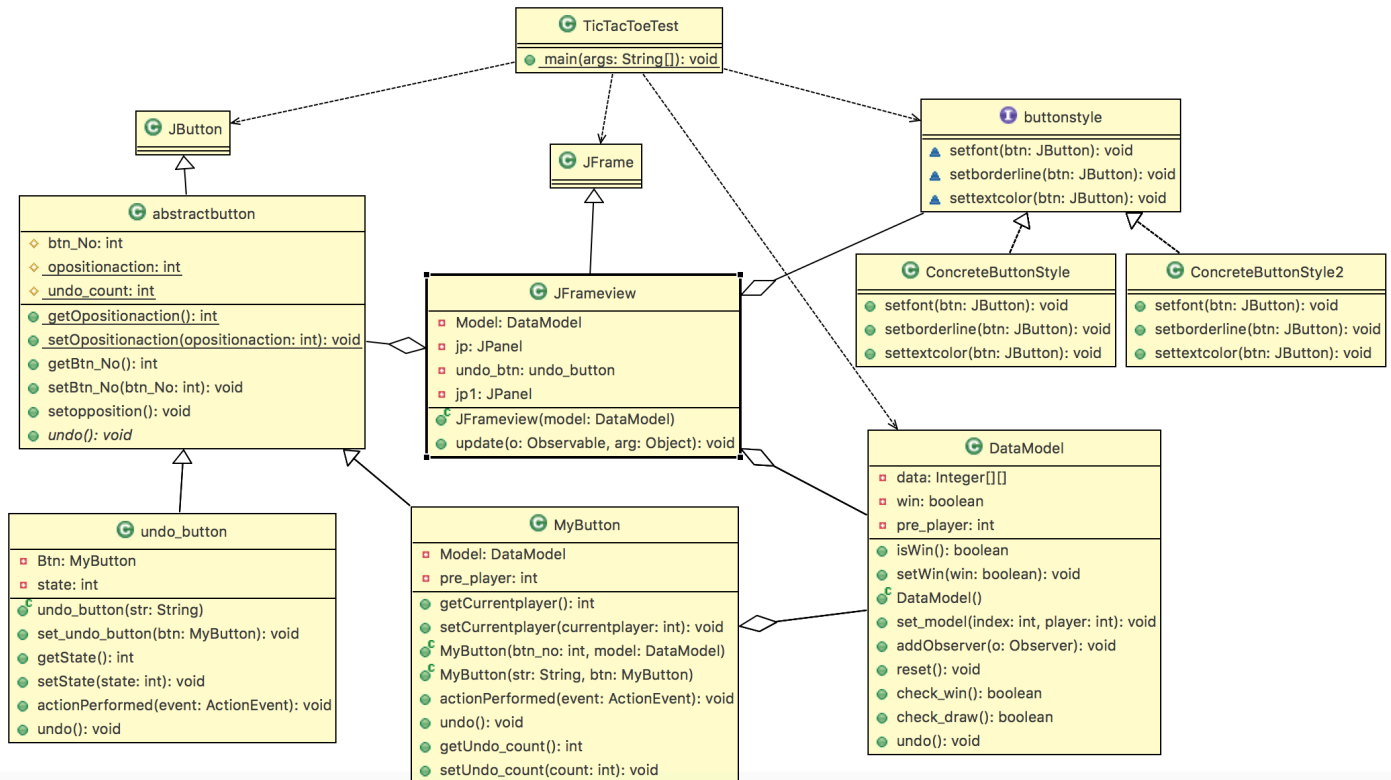 TicTacToeTest
main(args: String[]): void
JButton
JFrame
buttonstyle
setfont(btn: JButton): void
setborderline(btn: JButton): void
settextcolor(btn: JButton): void
abstractbutton
btn_No: int
opositionaction: int
undo_count: int
getOpositionaction(): int
setOpositionaction(opositionaction: int): void
getBtn_No(): int
setBtn_No(btn_No: int): void
setopposition(): void
undo(): void
JFrameview
Model: DataModel
jp: JPanel
undo_btn: undo_button
jp1: JPanel
JFrameview(model: DataModel)
update(o: Observable, arg: Object): void
ConcreteButtonStyle
setfont(btn: JButton): void
setborderline(btn: JButton): void
settextcolor(btn: JButton): void
ConcreteButtonStyle2
setfont(btn: JButton): void
setborderline(btn: JButton): void
settextcolor(btn: JButton): void
undo_button
Btn: MyButton
state: int
undo_button(str: String)
set_undo_button(btn: MyButton): void
getState(): int
setState(state: int): void
actionPerformed(event: ActionEvent): void
undo(): void
MyButton
Model: DataModel
pre_player: int
getCurrentplayer(): int
setCurrentplayer(currentplayer: int): void
MyButton(btn_no: int, model: DataModel)
MyButton(str: String, btn: MyButton)
actionPerformed(event: ActionEvent): void
undo(): void
getUndo_count(): int
setUndo_count(count: int): void
DataModel
data: Integer[][]
win: boolean
pre_player: int
isWin(): boolean
setWin(win: boolean): void
DataModel()
set_model(index: int, player: int): void
addObserver(o: Observer): void
reset(): void
check_win(): boolean
check_draw(): boolean
undo(): void